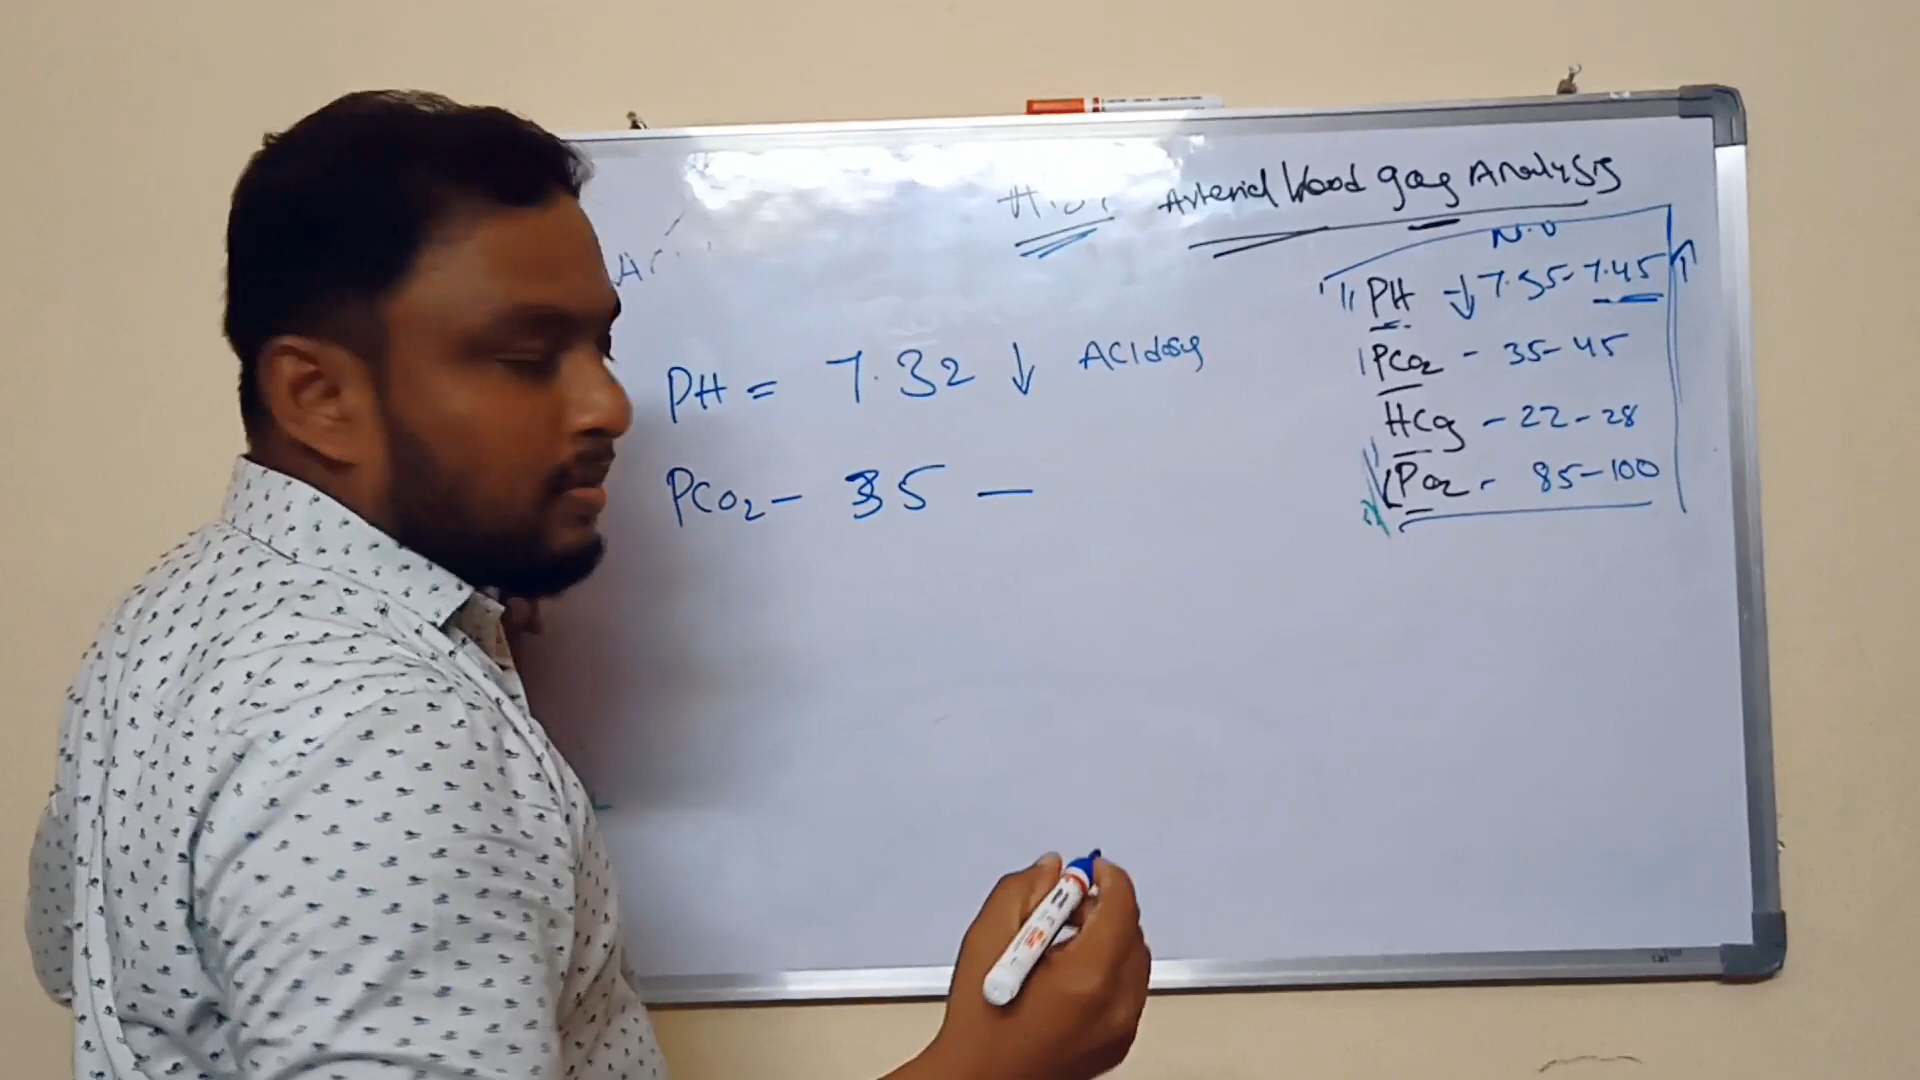 Arterial blood gas Analysis
N.V
PH ↓ 7.35-7.45 ↑
PCO2 - 35-45
HCO3 - 22-28
PO2 - 85-100
PH = 7.32 ↓ Acidosis
PCO2 - 35 —